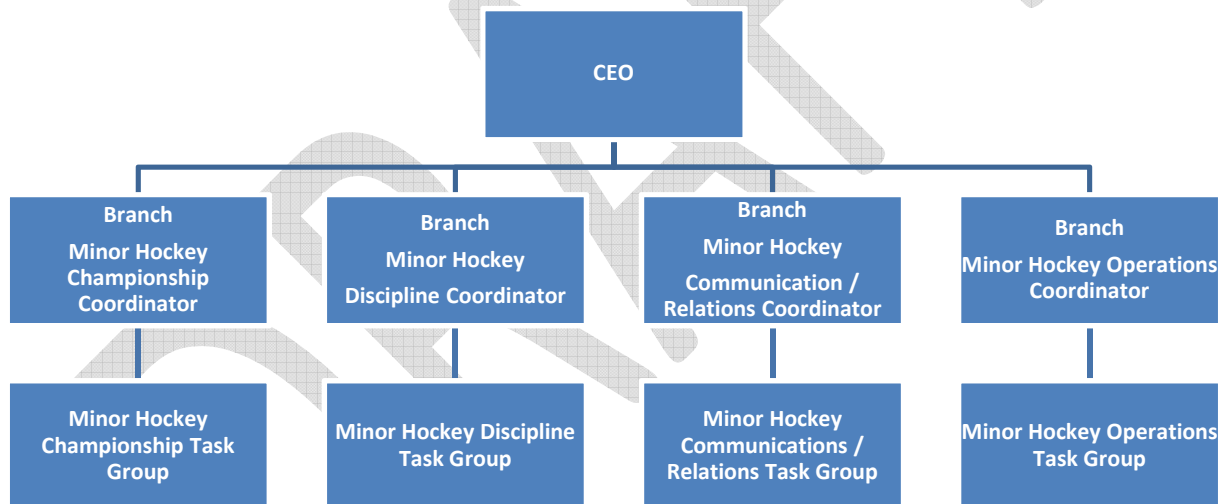 CEO
Branch
Minor Hockey
Championship
Coordinator
Branch
Minor Hockey
Discipline Coordinator
Branch
Minor Hockey
Communication /
Relations Coordinator
Branch
Minor Hockey Operations
Coordinator
Minor Hockey
Championship Task
Group
Minor Hockey Discipline
Task Group
Minor Hockey
Communications /
Relations Task Group
Minor Hockey Operations
Task Group